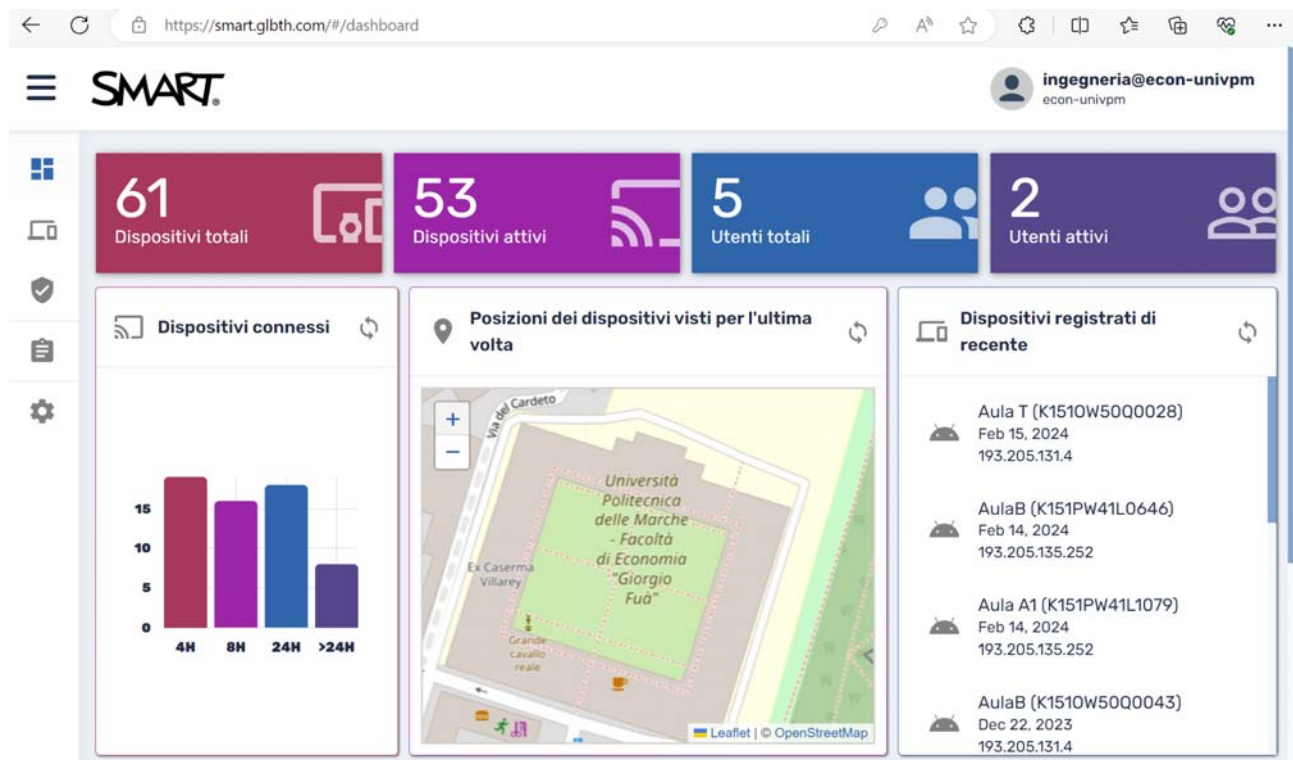 https://smart.glbth.com/#/dashboard
SMART®
ingegneria@econ-univpm
econ-univpm
61
Dispositivi totali
53
Dispositivi attivi
5
Utenti totali
2
Utenti attivi
Dispositivi connessi
15
10
5
0
4H 8H 24H >24H
Posizioni dei dispositivi visti per l'ultima
volta
+
−
Via del Cardeto
Università
Politecnica
delle Marche
- Facoltà
di Economia
"Giorgio
Fuà"
Ex Caserma
Villarey
Grande
cavallo
reale
Leaflet | © OpenStreetMap
Dispositivi registrati di
recente
Aula T (K151OW50Q0028)
Feb 15, 2024
193.205.131.4
AulaB (K151PW41L0646)
Feb 14, 2024
193.205.135.252
Aula A1 (K151PW41L1079)
Feb 14, 2024
193.205.135.252
AulaB (K151OW50Q0043)
Dec 22, 2023
193.205.131.4